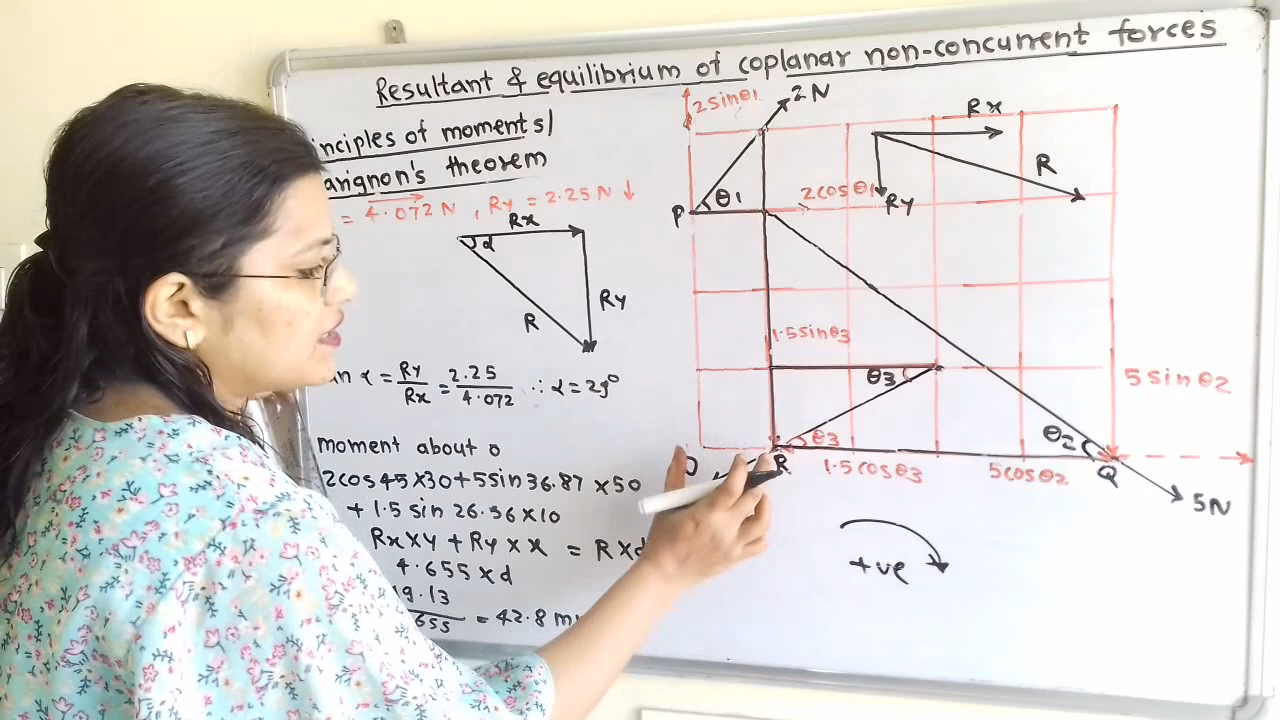 Resultant & equilibrium of coplanar non-concurrent forces
inciples of moments/
arignon's theorem
= 4.072 N , Ry = 2.25 N ↓
Rx
α
Ry
R
an α = Ry/Rx = 2.25/4.072 ∴ α = 29°
moment about o
2cos45×30+5sin36.87 ×50
+ 1.5 sin 26.56×10
Rx×y + Ry×x = R×d
4.655×d
19.13
655 = 42.8 m
2sinθ1
2N
θ1
P
2cosθ1
Rx
R
Ry
1.5sinθ3
θ3
5 sinθ2
θ3
θ2
R
1.5cosθ3
5cosθ2
Q
5N
+ve